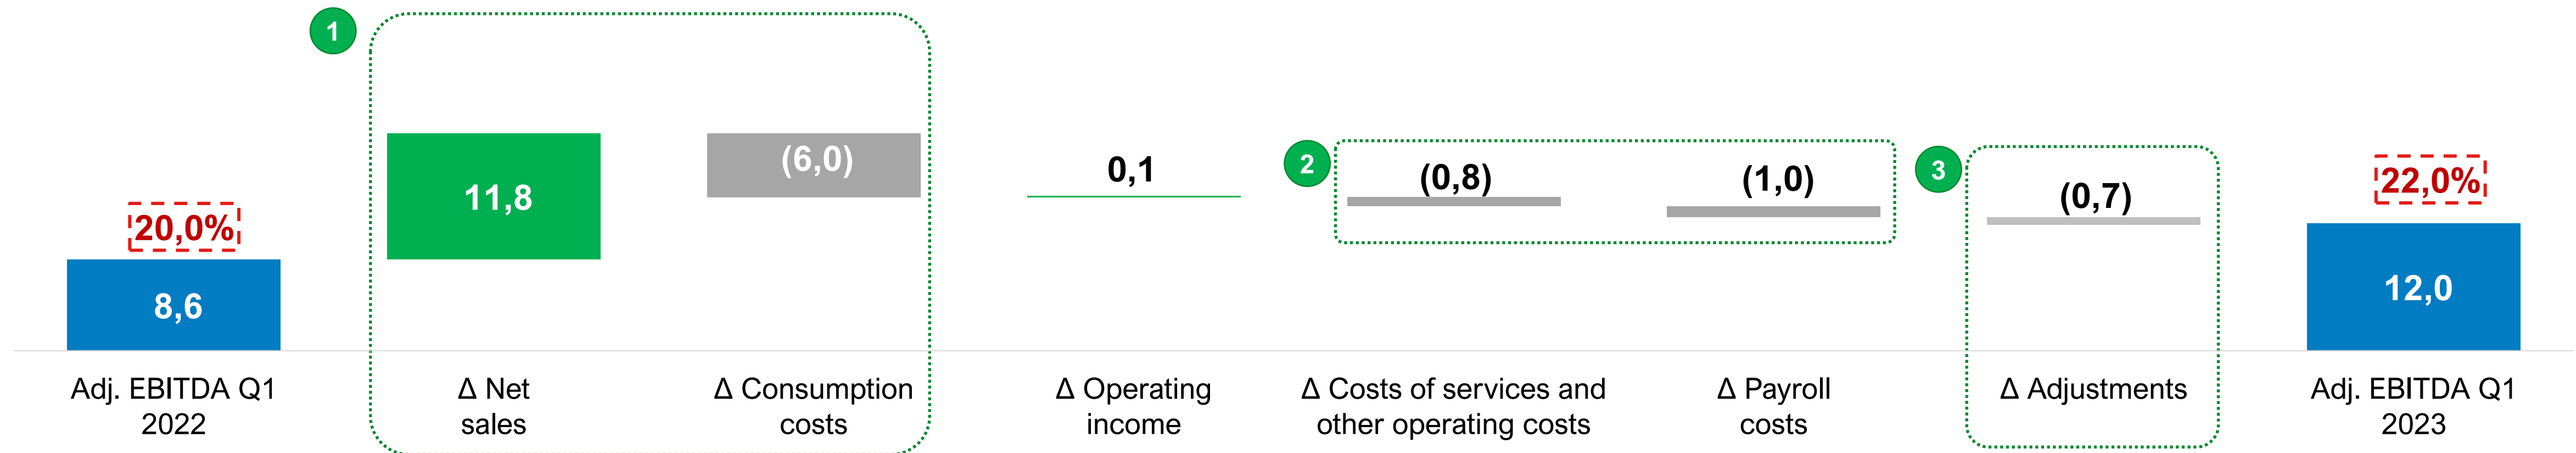 1
11,8
(6,0)
0,1
2
(0,8)
(1,0)
3
(0,7)
20,0%
22,0%
8,6
12,0
Adj. EBITDA Q1
2022
Δ Net
sales
Δ Consumption
costs
Δ Operating
income
Δ Costs of services and
other operating costs
Δ Payroll
costs
Δ Adjustments
Adj. EBITDA Q1
2023